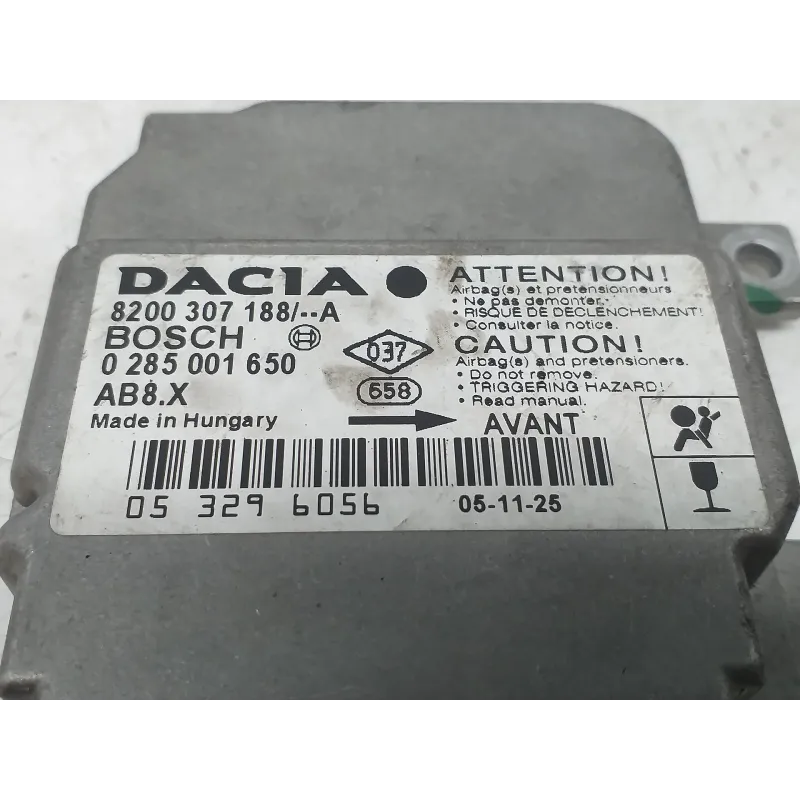 DACIA
8200 307 188/--A
BOSCH
0 285 001 650
AB8.X
Made in Hungary
037
658
AVANT
ATTENTION!
Airbag(s) et pretensionneurs
• Ne pas demonter.
• RISQUE DE DECLENCHEMENT!
• Consulter la notice.
CAUTION!
Airbag(s) and pretensioners.
• Do not remove.
• TRIGGERING HAZARD!
• Read manual.
05 329 6056
05-11-25